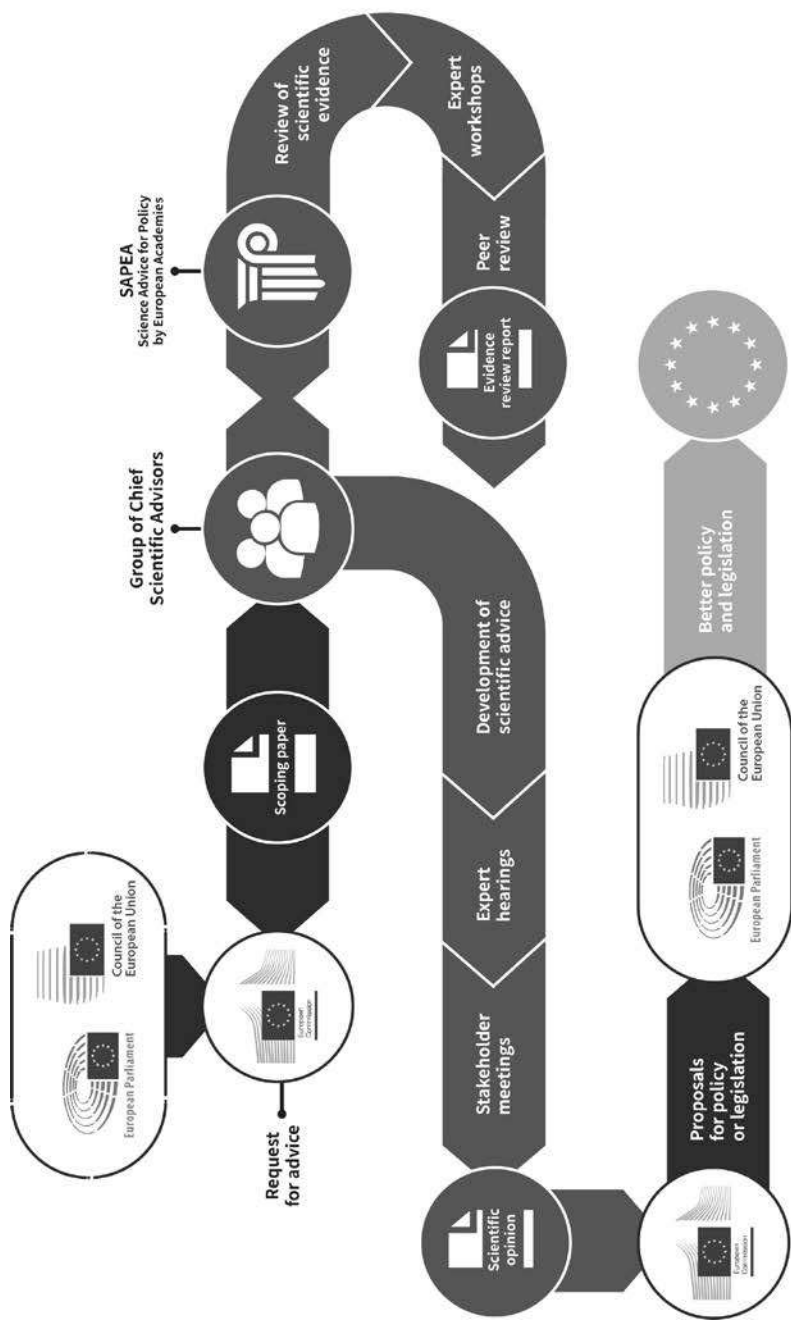 European Parliament
Council of the
European Union
Request
for advice
European
Commission
Scoping paper
Group of Chief
Scientific Advisors
SAPEA
Science Advice for Policy
by European Academies
Review of
scientific
evidence
Expert
workshops
Peer
review
Evidence
review report
Development of
scientific advice
Expert
hearings
Stakeholder
meetings
Scientific
opinion
European
Commission
Proposals
for policy
or legislation
European Parliament
Council of the
European Union
Better policy
and legislation